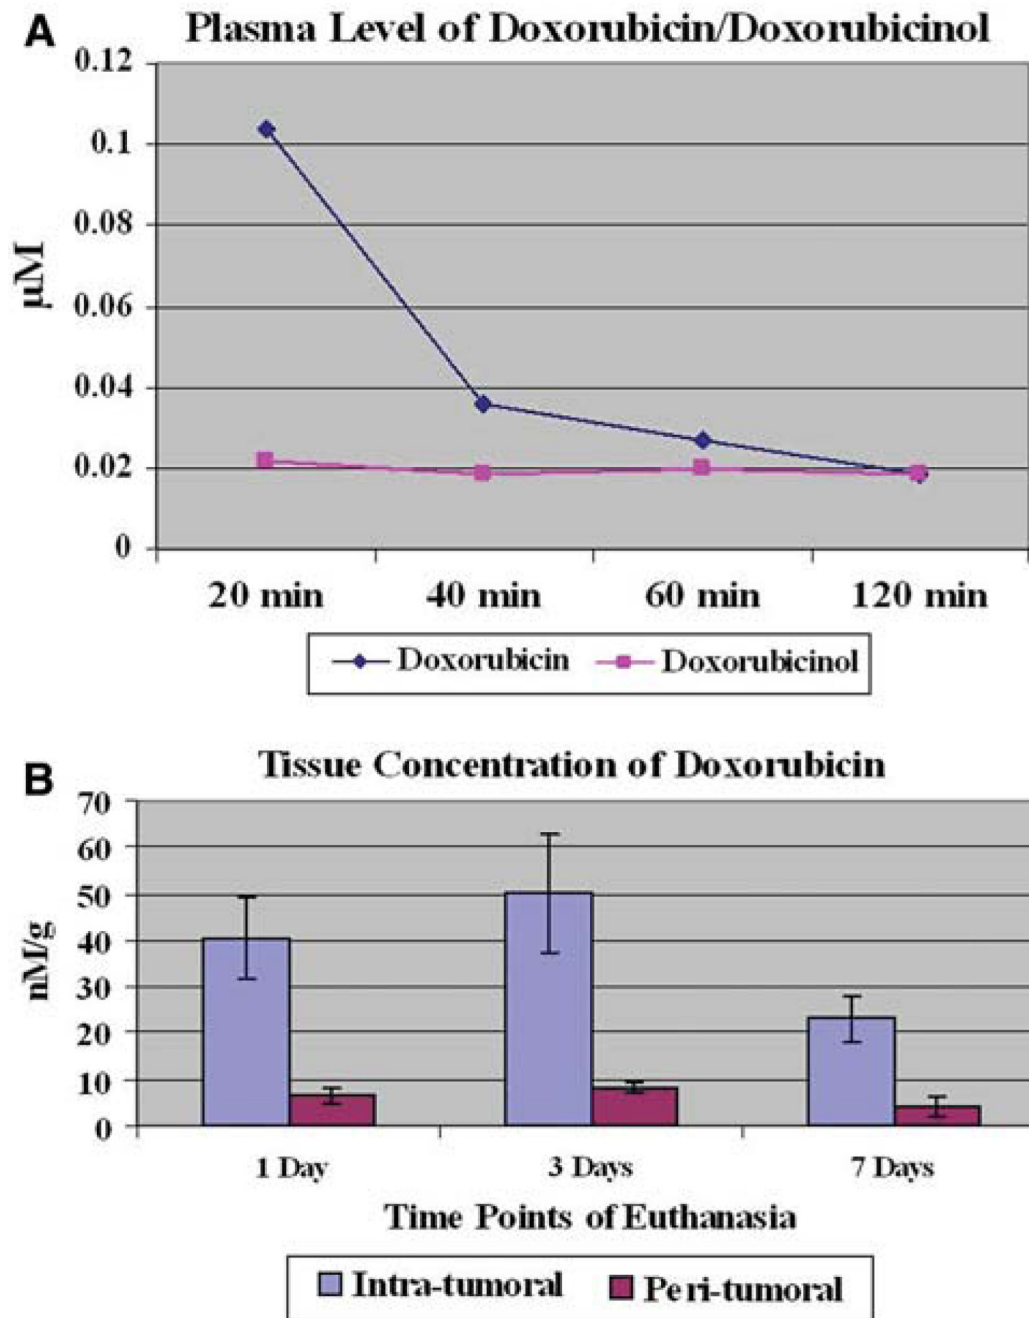 A
Plasma Level of Doxorubicin/Doxorubicinol
0.12
0.1
0.08
0.06
0.04
0.02
0
µM
20 min 40 min 60 min 120 min
Doxorubicin Doxorubicinol
B
Tissue Concentration of Doxorubicin
70
60
50
40
30
20
10
0
nM/g
1 Day 3 Days 7 Days
Time Points of Euthanasia
Intra-tumoral Peri-tumoral